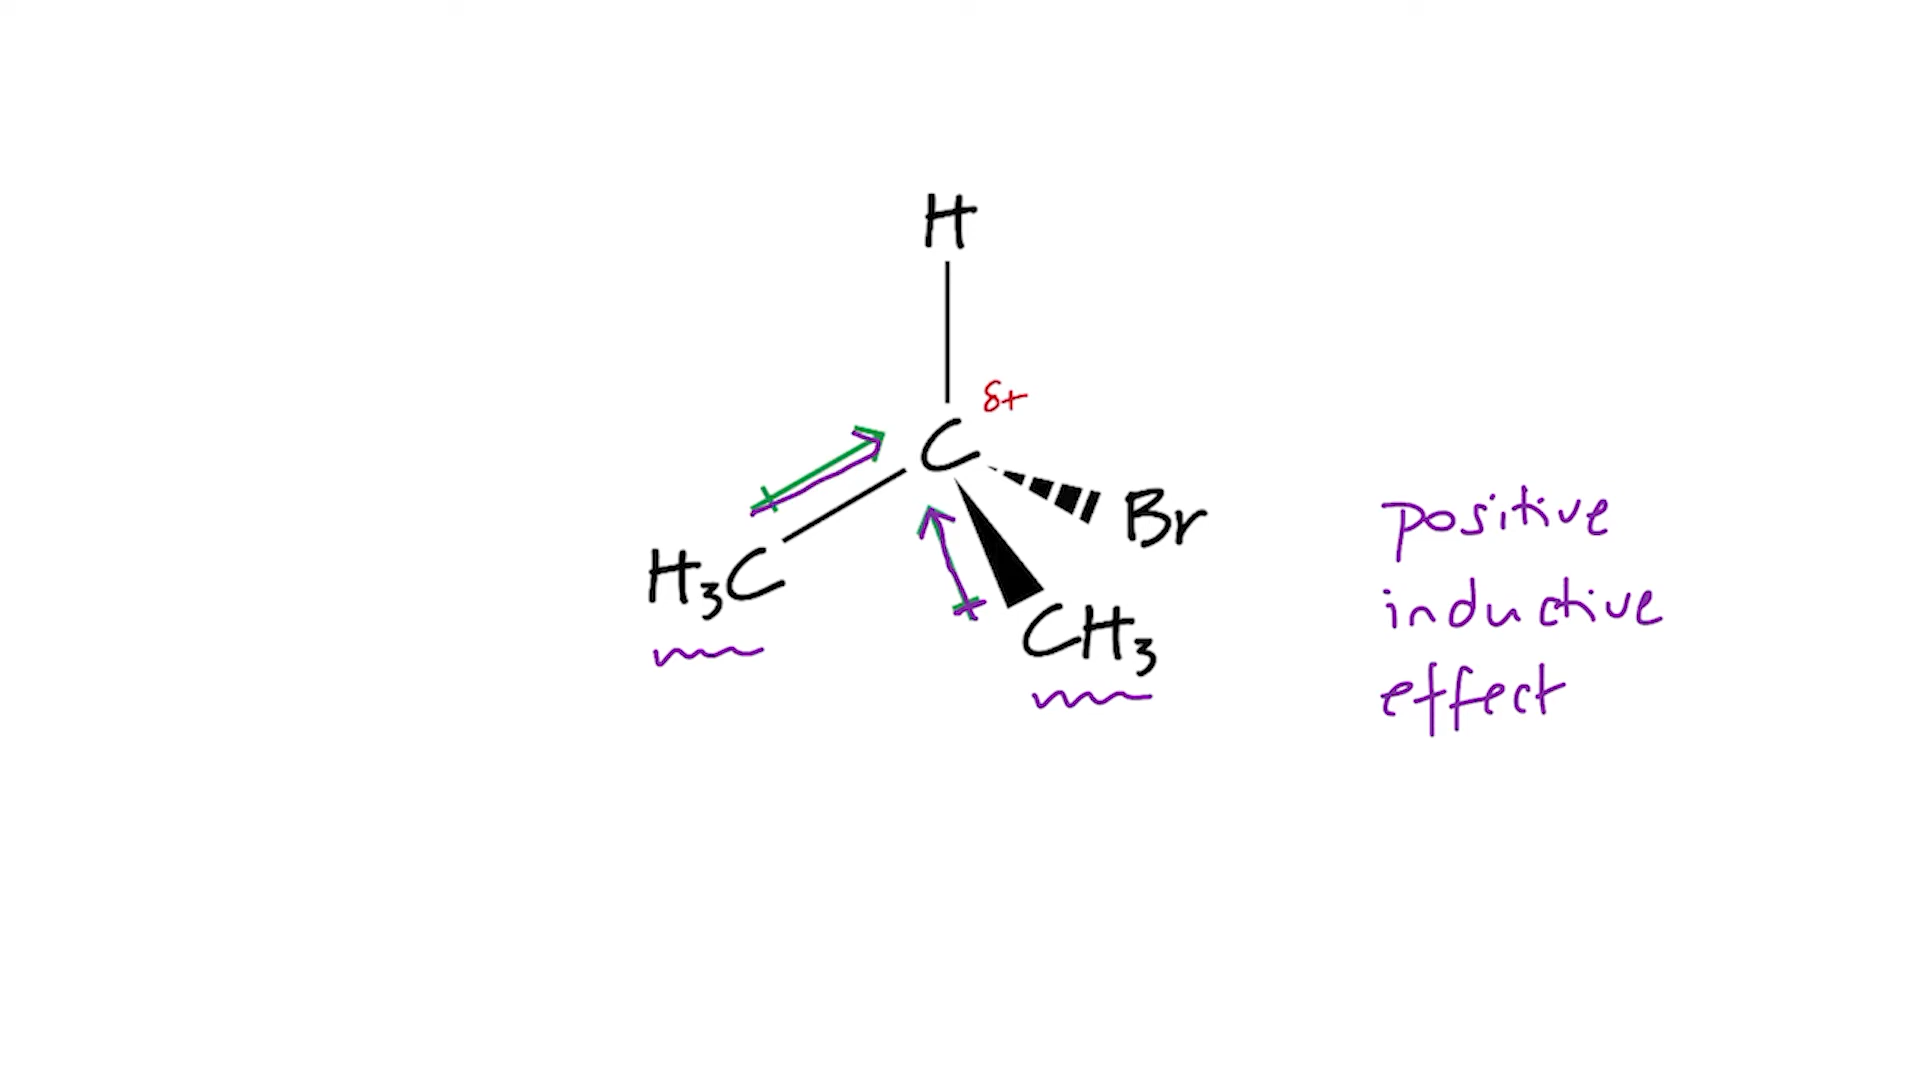 H
δ+
C
Br
H₃C
CH₃
positive
inductive
effect